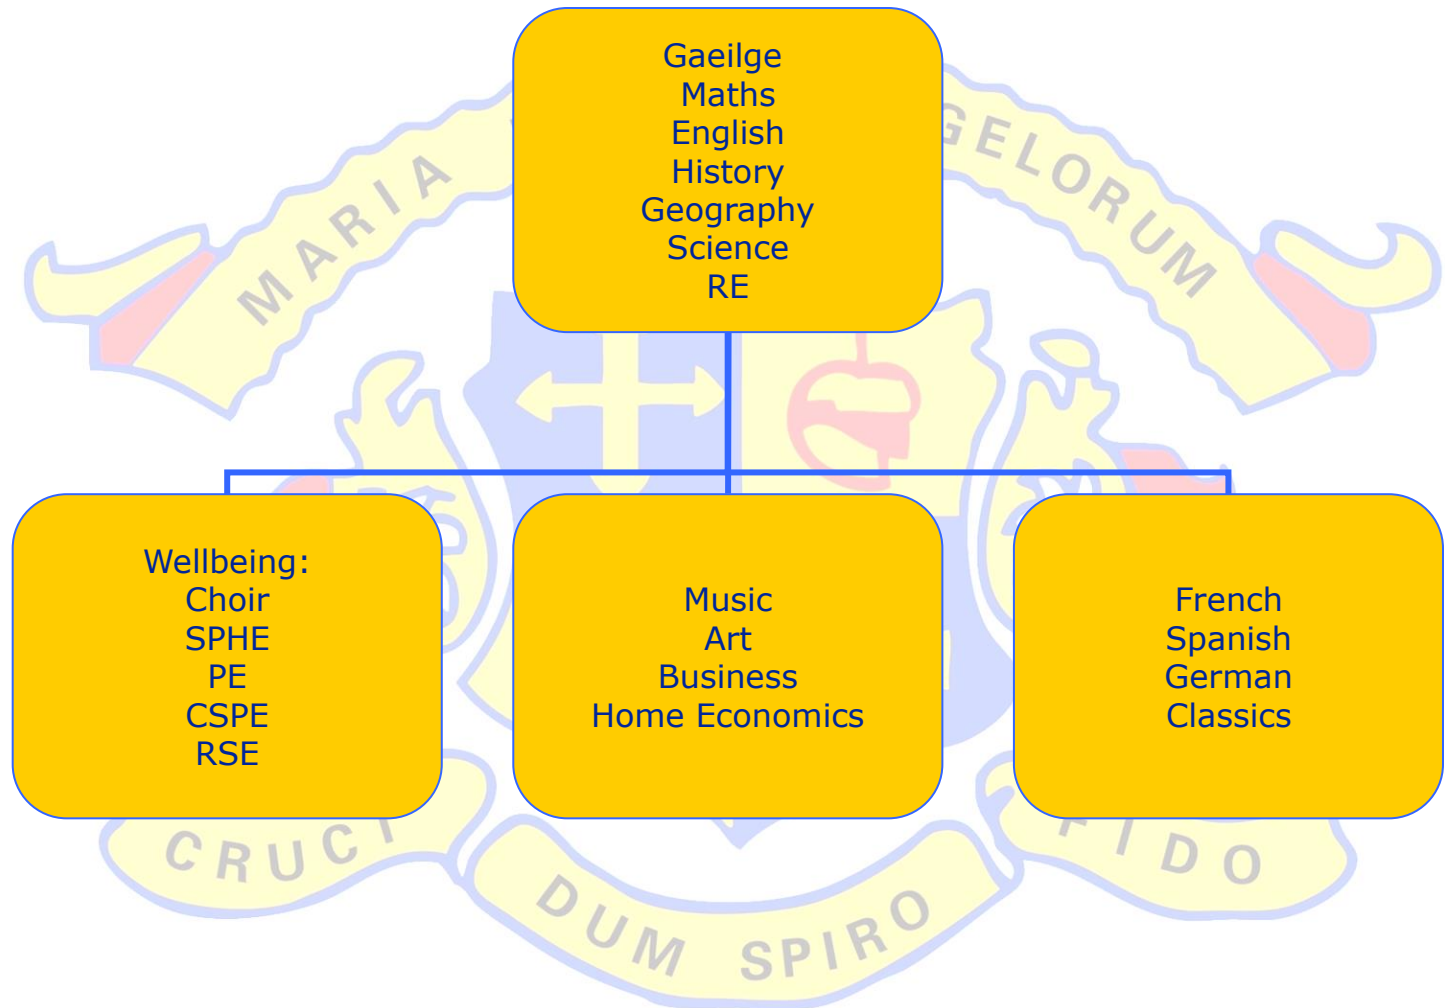 MARIA
GELORUM
Gaeilge
Maths
English
History
Geography
Science
RE
Wellbeing:
Choir
SPHE
PE
CSPE
RSE
Music
Art
Business
Home Economics
French
Spanish
German
Classics
CRUCI
DUM SPIRO
FIDO